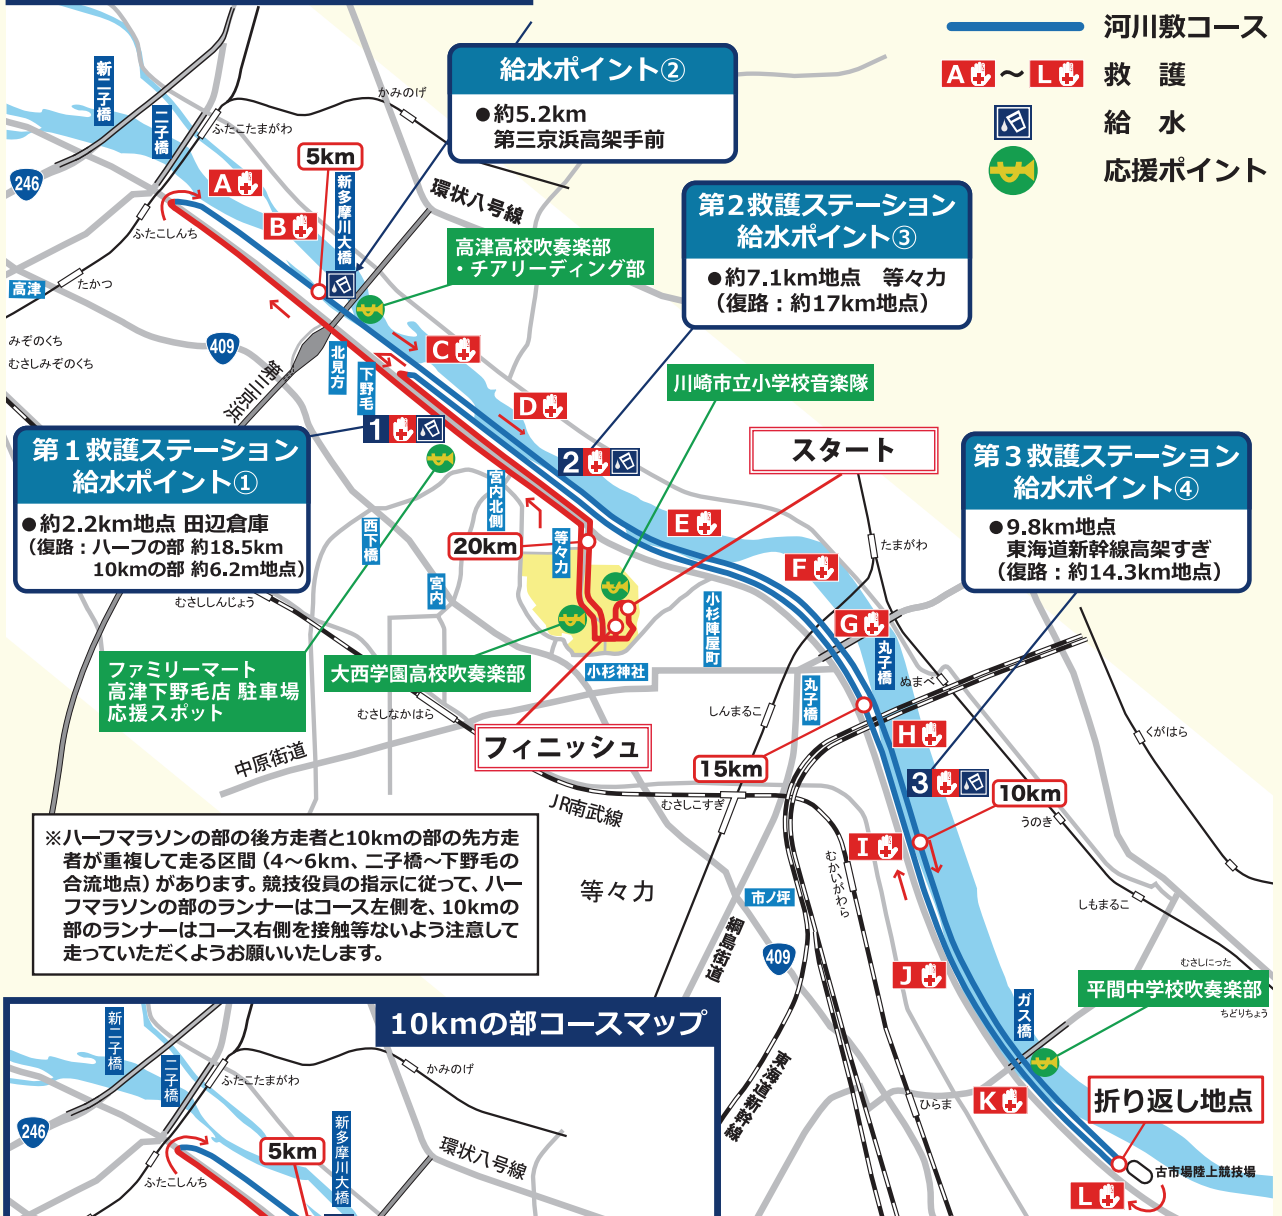 河川敷コース
A～L 救　護
給　水
応援ポイント
給水ポイント②
●約5.2km
第三京浜高架手前
新二子橋
二子橋
ふたこたまがわ
かみのげ
246
5km
A
B
新多摩川大橋
環状八号線
ふたこしんち
高津
たかつ
みぞのくち
むさしみぞのくち
409
第三京浜
高津高校吹奏楽部
・チアリーディング部
第2救護ステーション
給水ポイント③
●約7.1km地点　等々力
（復路：約17km地点）
北見方
下野毛
C
D
川崎市立小学校音楽隊
1
2
スタート
第1救護ステーション
給水ポイント①
●約2.2km地点 田辺倉庫
（復路：ハーフの部 約18.5km
10kmの部 約6.2m地点）
第3救護ステーション
給水ポイント④
●9.8km地点
東海道新幹線高架すぎ
（復路：約14.3km地点）
宮内北側
西下橋
宮内
20km
等々力
E
F
G
たまがわ
むさししんじょう
小杉陣屋町
小杉神社
丸子橋
丸子橋
ぬまべ
ファミリーマート
高津下野毛店 駐車場
応援スポット
大西学園高校吹奏楽部
むさしなかはら
中原街道
フィニッシュ
しんまるこ
15km
H
3
10km
くがはら
うのき
JR南武線
むさしこすぎ
I
むかいがわら
※ハーフマラソンの部の後方走者と10kmの部の先方走
者が重複して走る区間（4～6km、二子橋～下野毛の
合流地点）があります。競技役員の指示に従って、ハー
フマラソンの部のランナーはコース左側を、10kmの
部のランナーはコース右側を接触等ないよう注意して
走っていただくようお願いいたします。
等々力
市ノ坪
綱島街道
409
しもまるこ
むさしにった
J
ガス橋
平間中学校吹奏楽部
ちどりちょう
東海道新幹線
ひらま
K
折り返し地点
古市場陸上競技場
L
10kmの部コースマップ
新二子橋
二子橋
ふたこたまがわ
かみのげ
246
5km
新多摩川大橋
環状八号線
ふたこしんち